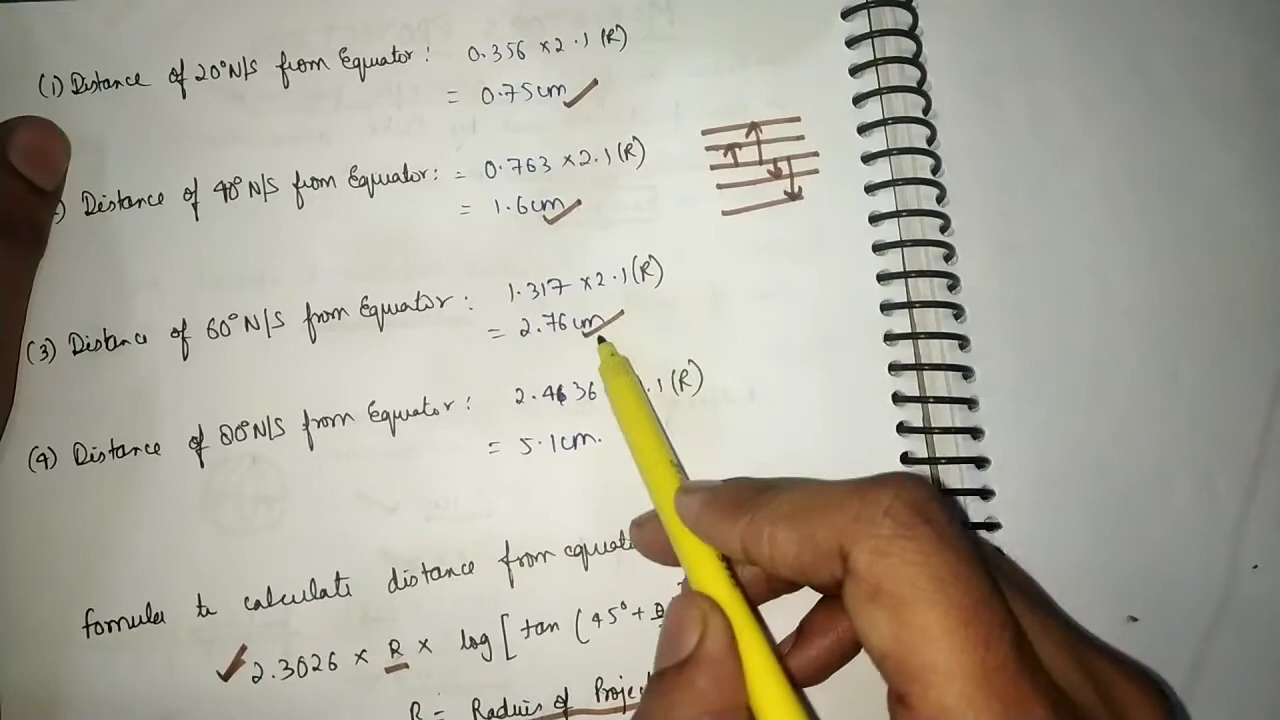 (1) Distance of 20°N/S from Equator: 0.356 × 2.1 (R)
= 0.75cm
) Distance of 40°N/S from Equator: = 0.763 × 2.1 (R)
= 1.6cm
(3) Distance of 60°N/S from Equator: 1.317 × 2.1 (R)
= 2.76cm
(4) Distance of 80°N/S from Equator: 2.4636 .1 (R)
= 5.1cm.
formula to calculate distance from equat
2.3026 × R × log [tan (45° + θ
R = Radius of Projec